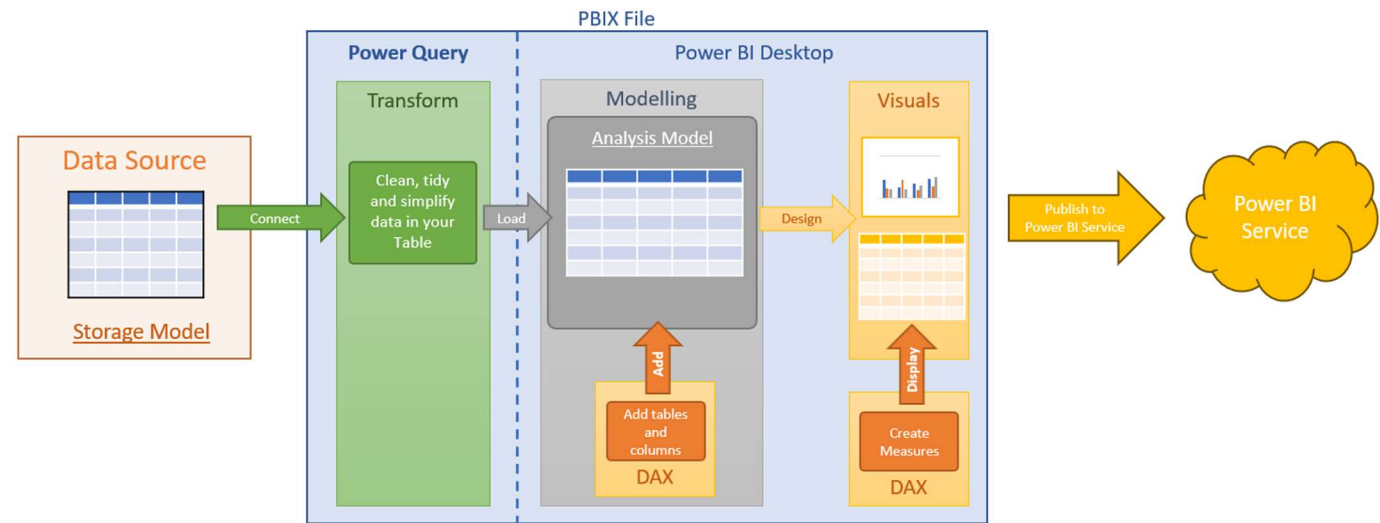 PBIX File
Power Query
Power BI Desktop
Transform
Modelling
Visuals
Data Source
Storage Model
Connect
Clean, tidy
and simplify
data in your
Table
Load
Analysis Model
Design
Add
Add tables
and
columns
DAX
Display
Create
Measures
DAX
Publish to
Power BI Service
Power BI
Service